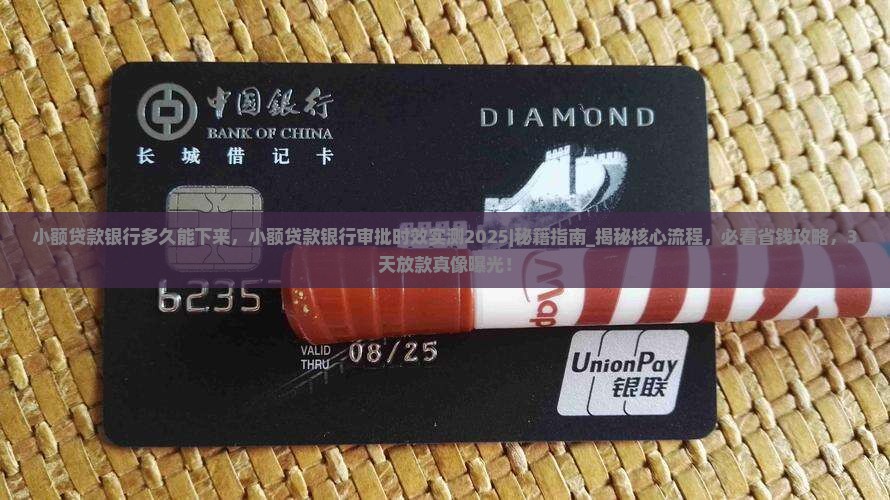 中国银行
BANK OF CHINA
长城借记卡
DIAMOND
小额贷款银行多久能下来，小额贷款银行审批时效实测2025|秘籍指南_揭秘核心流程，必看省钱攻略，3
天放款真像曝光！
6235
Map
VALID
THRU
08/25
UnionPay
银联